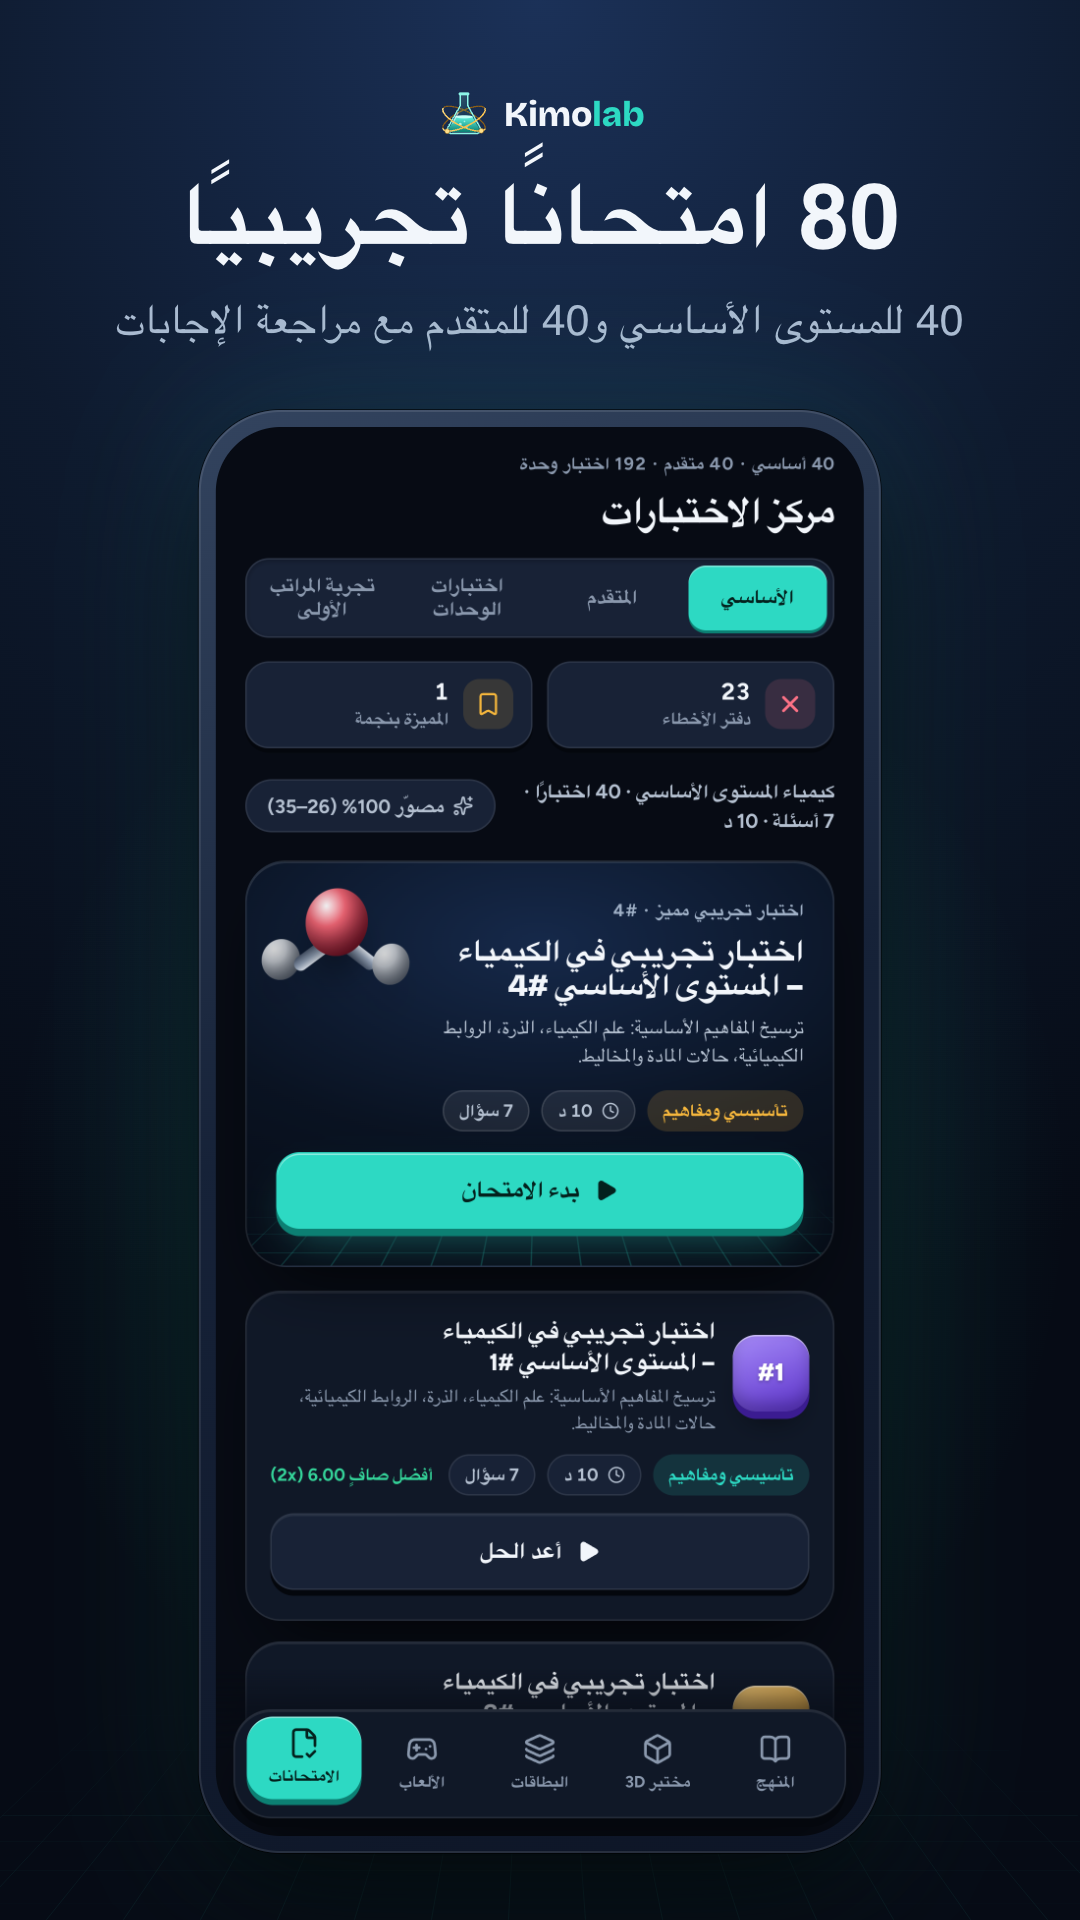 Kimolab
80 امتحانًا تجريبيًا
40 للمستوى الأساسي و40 للمتقدم مع مراجعة الإجابات
40 أساسي · 40 متقدم · 192 اختبار وحدة
مركز الاختبارات
الأساسي
المتقدم
اختبارات
الوحدات
تجربة المراتب
الأولى
23
دفتر الأخطاء
1
المميزة بنجمة
كيمياء المستوى الأساسي · 40 اختبارًا ·
7 أسئلة · 10 د
مصوّر 100% (26–35)
اختبار تجريبي مميز · #4
اختبار تجريبي في الكيمياء
– المستوى الأساسي #4
ترسيخ المفاهيم الأساسية: علم الكيمياء، الذرة، الروابط
الكيميائية، حالات المادة والمخاليط.
تأسيسي ومفاهيم
10 د
7 سؤال
بدء الامتحان
#1
اختبار تجريبي في الكيمياء
– المستوى الأساسي #1
ترسيخ المفاهيم الأساسية: علم الكيمياء، الذرة، الروابط الكيميائية،
حالات المادة والمخاليط.
تأسيسي ومفاهيم
10 د
7 سؤال
أفضل صافٍ 6.00 (2x)
أعد الحل
اختبار تجريبي في الكيمياء
المنهج
مختبر 3D
البطاقات
الألعاب
الامتحانات